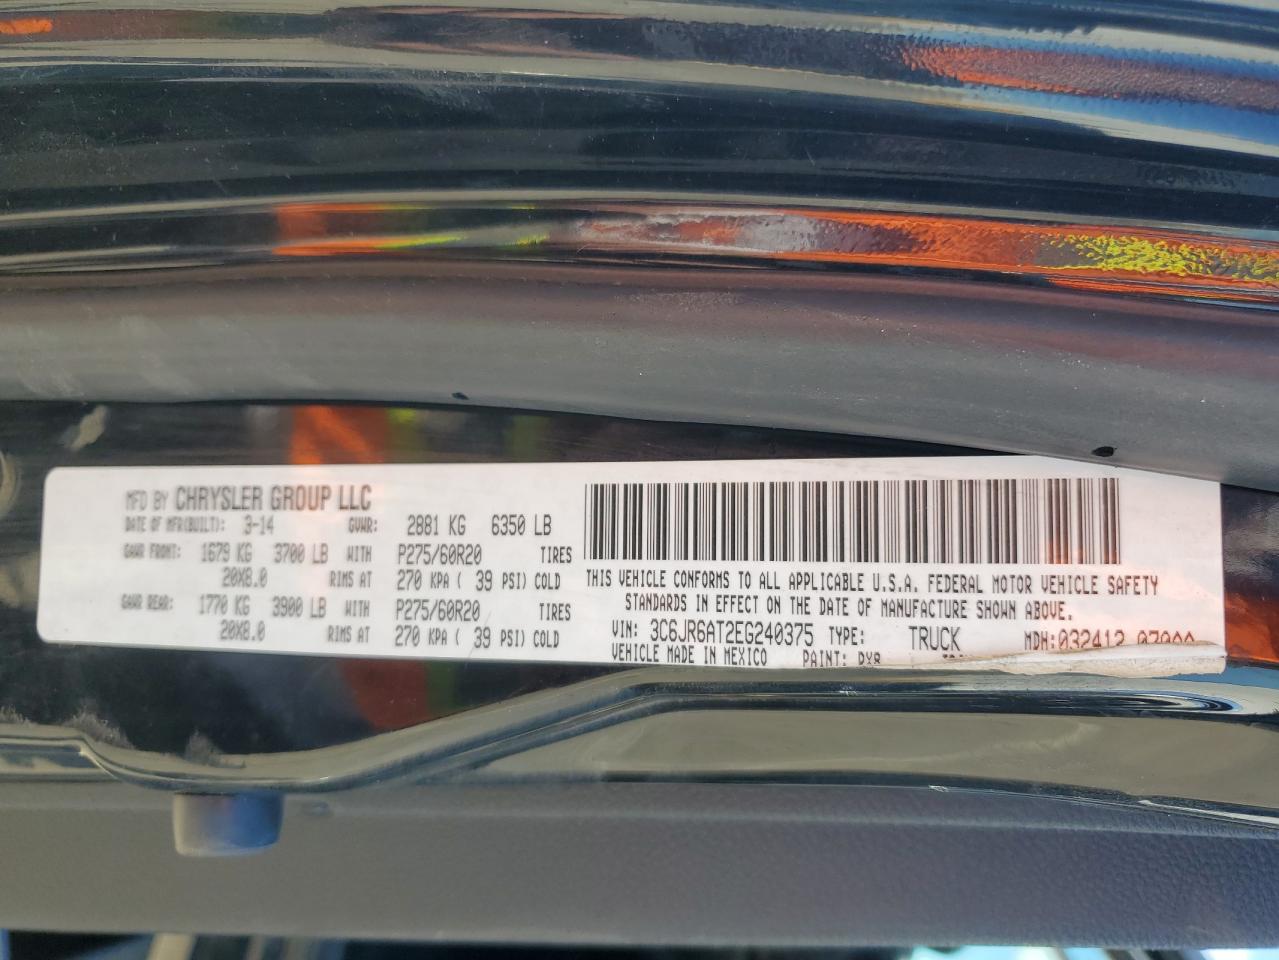 MFD BY CHRYSLER GROUP LLC
DATE OF MFR(BUILT): 3-14 GVWR: 2881 KG 6350 LB
GAWR FRONT: 1679 KG 3700 LB WITH P275/60R20 TIRES
20X8.0 RIMS AT 270 KPA ( 39 PSI) COLD
GAWR REAR: 1770 KG 3900 LB WITH P275/60R20 TIRES
20X8.0 RIMS AT 270 KPA ( 39 PSI) COLD
THIS VEHICLE CONFORMS TO ALL APPLICABLE U.S.A. FEDERAL MOTOR VEHICLE SAFETY
STANDARDS IN EFFECT ON THE DATE OF MANUFACTURE SHOWN ABOVE.
VIN: 3C6JR6AT2EG240375 TYPE: TRUCK MDH: 032412
VEHICLE MADE IN MEXICO PAINT: